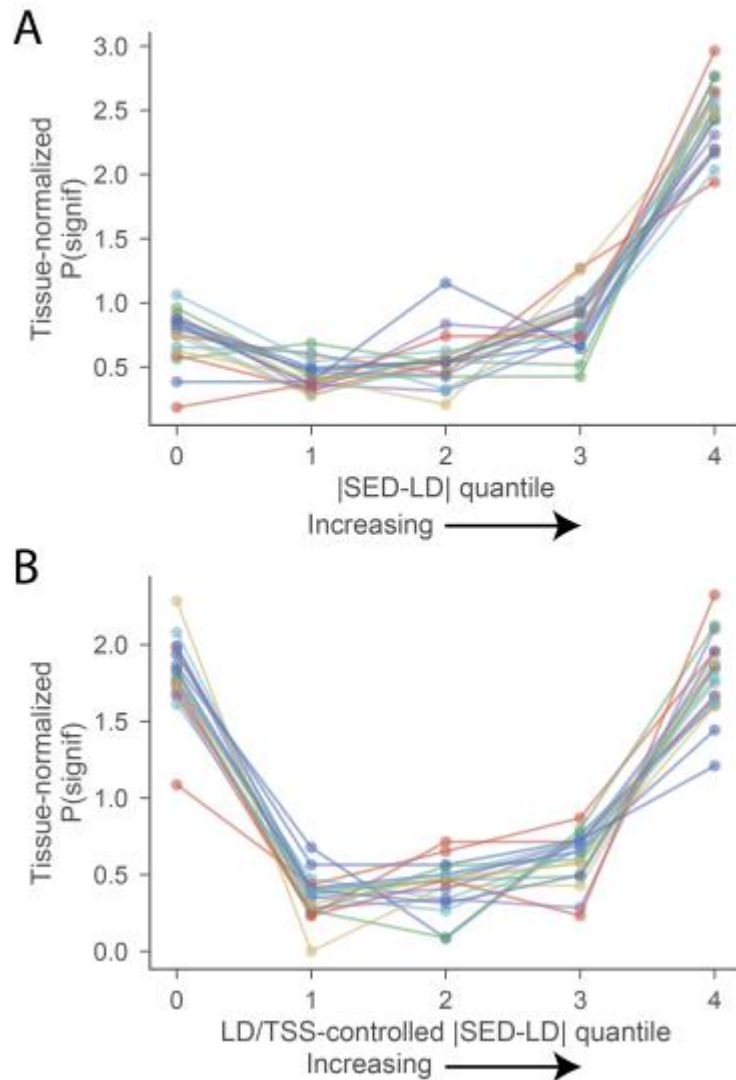 A
Tissue-normalized
P(signif)
3.0
2.5
2.0
1.5
1.0
0.5
0 1 2 3 4
|SED-LD| quantile
Increasing
B
Tissue-normalized
P(signif)
2.0
1.5
1.0
0.5
0.0
0 1 2 3 4
LD/TSS-controlled |SED-LD| quantile
Increasing